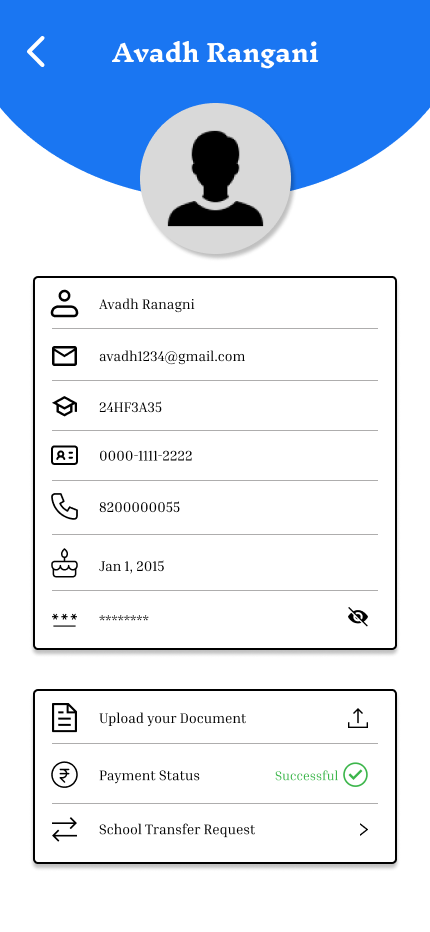 Avadh Rangani
Avadh Ranagni
avadh1234@gmail.com
24HF3A35
0000-1111-2222
8200000055
Jan 1, 2015
*** ********
Upload your Document
₹ Payment Status Successful
School Transfer Request